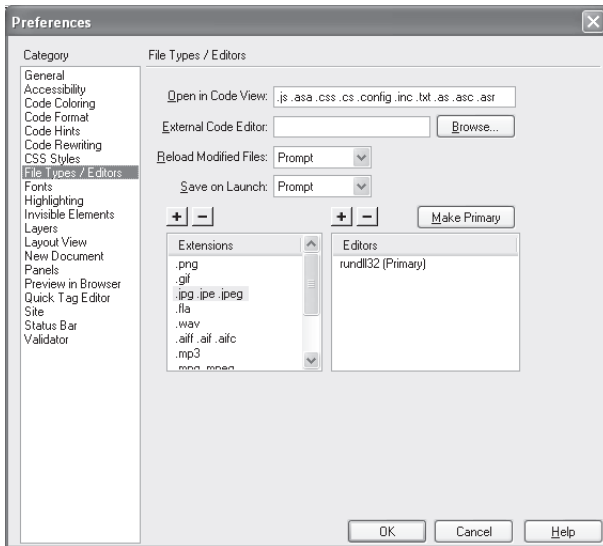 Preferences
Category
General
Accessibility
Code Coloring
Code Format
Code Hints
Code Rewriting
CSS Styles
File Types / Editors
Fonts
Highlighting
Invisible Elements
Layers
Layout View
New Document
Panels
Preview in Browser
Quick Tag Editor
Site
Status Bar
Validator
File Types / Editors
Open in Code View: .js .asa .css .cs .config .inc .txt .as .asc .asr
External Code Editor: Browse...
Reload Modified Files: Prompt
Save on Launch: Prompt
+ − + − Make Primary
Extensions
.png
.gif
.jpg .jpe .jpeg
.fla
.wav
.aiff .aif .aifc
.mp3
.mpg .mpeg
Editors
rundll32 (Primary)
OK Cancel Help